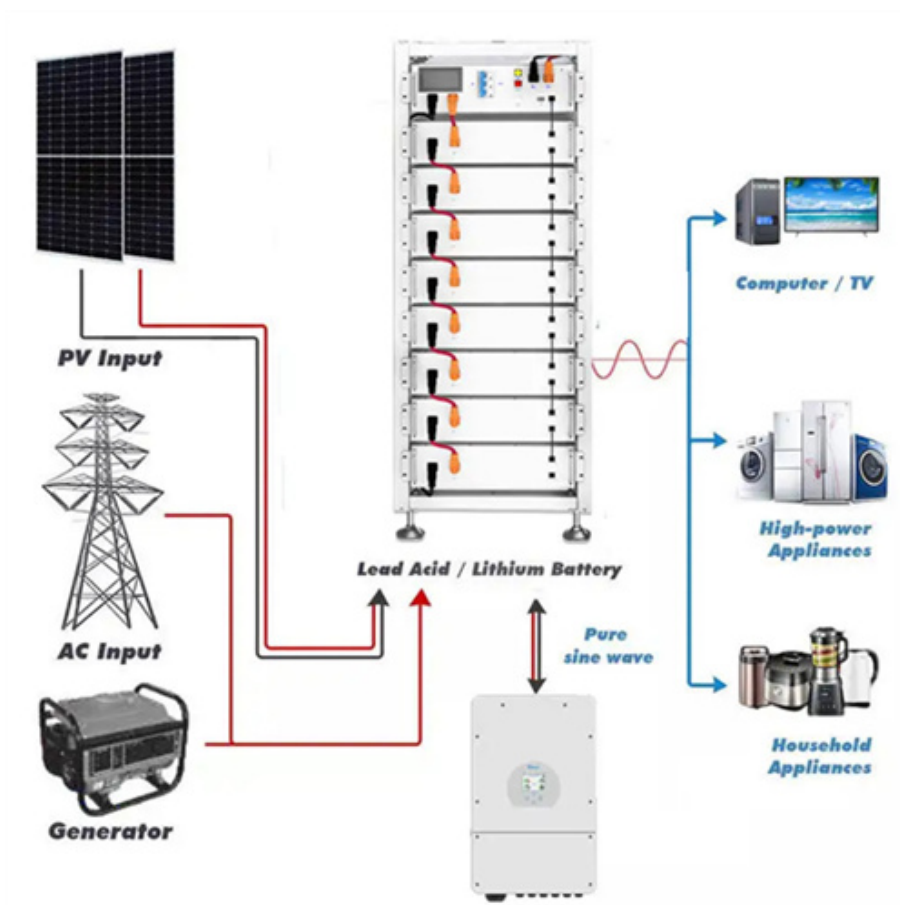 PV Input
AC Input
Generator
Lead Acid / Lithium Battery
Pure
sine wave
Computer / TV
High-power
Appliances
Household
Appliances